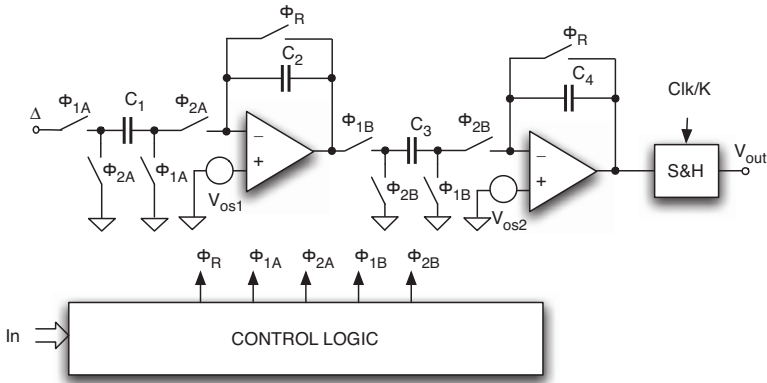 Φ_R
C_2
Φ_R
C_4
Clk/K
Δ
Φ_1A
C_1
Φ_2A
−
+
Φ_2A
Φ_1A
V_os1
Φ_1B
C_3
Φ_2B
−
+
Φ_2B
Φ_1B
V_os2
S&H
V_out
Φ_R Φ_1A Φ_2A Φ_1B Φ_2B
In
CONTROL LOGIC